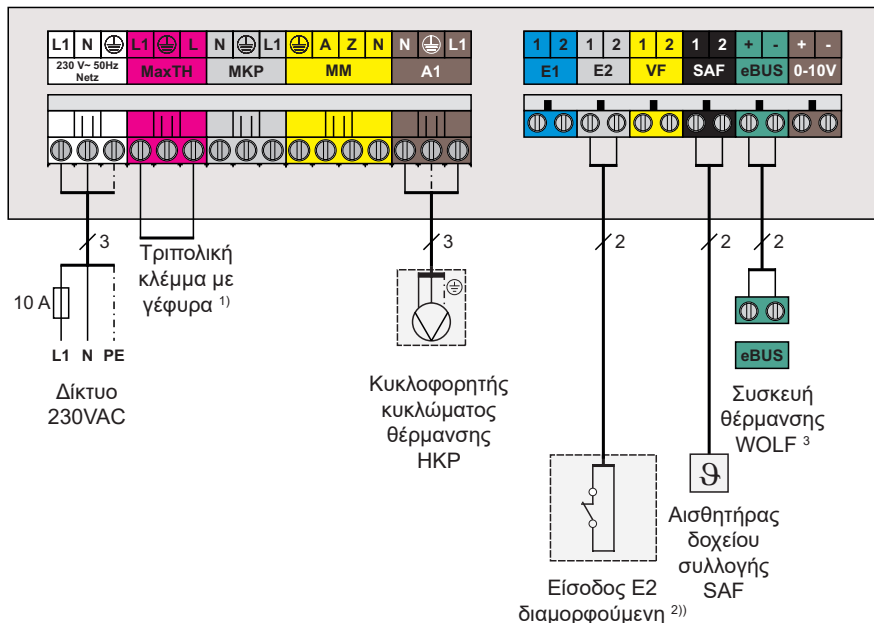 L1 N L1 L N L1 A Z N N L1 1 2 1 2 1 2 1 2 + - + -
230 V~ 50Hz
Netz
MaxTH MKP MM A1 E1 E2 VF SAF eBUS 0-10V
3
Τριπολική
κλέμμα με
γέφυρα 1)
10 A
L1 N PE
Δίκτυο
230VAC
3
Κυκλοφορητής
κυκλώματος
θέρμανσης
HKP
2
Είσοδος E2
διαμορφούμενη 2))
2
Αισθητήρας
δοχείου
συλλογής
SAF
2
eBUS
Συσκευή
θέρμανσης
WOLF 3